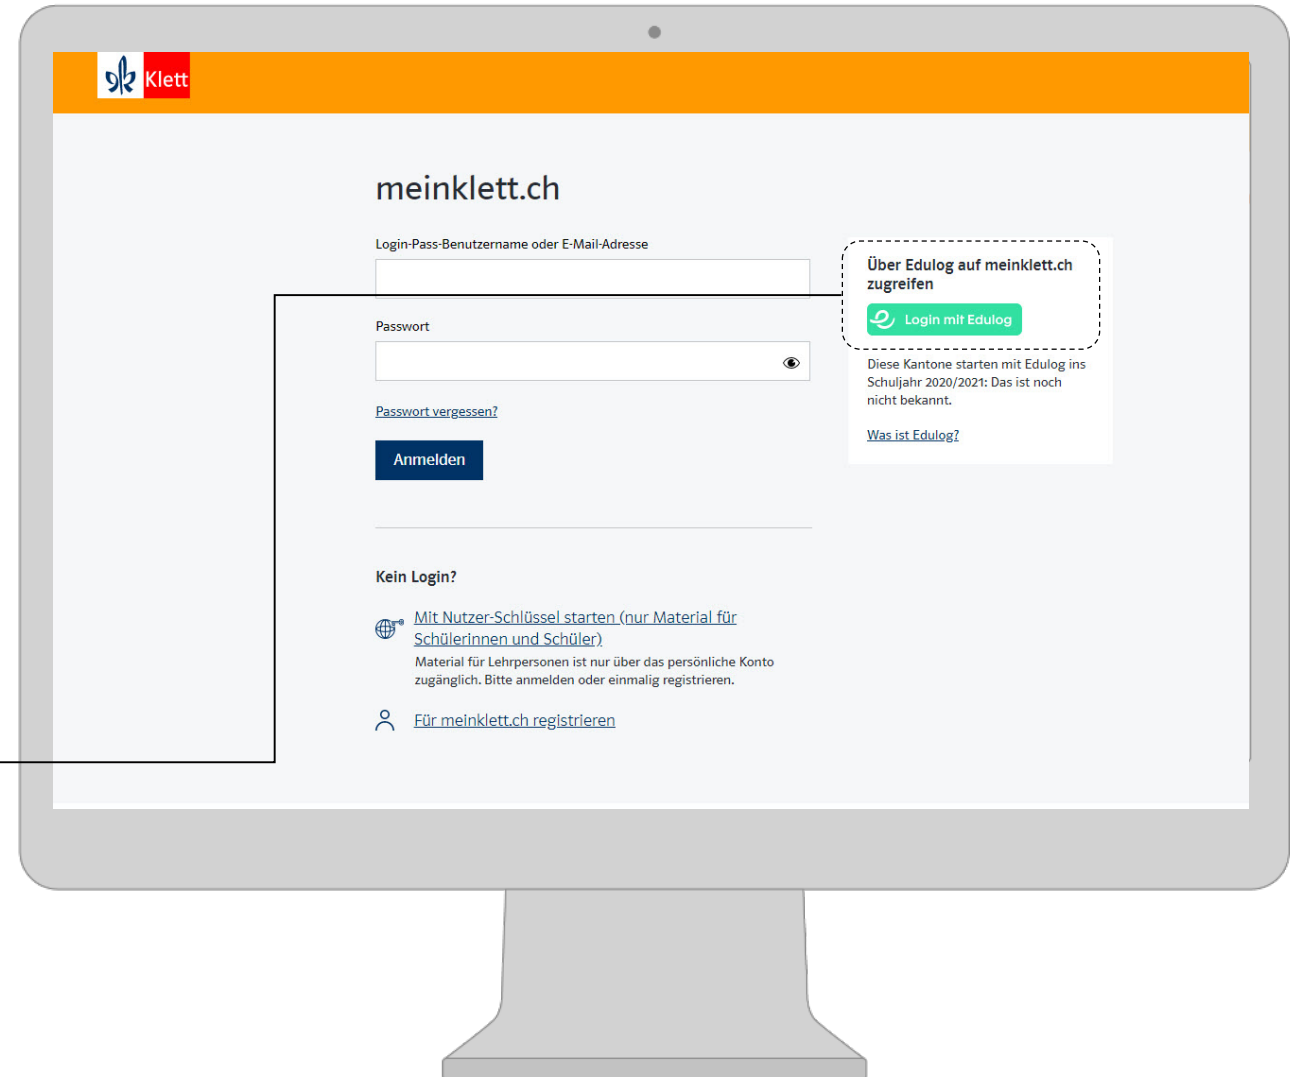 Klett
meinklett.ch
Login-Pass-Benutzername oder E-Mail-Adresse
Passwort
Passwort vergessen?
Anmelden
Über Edulog auf meinklett.ch
zugreifen
Login mit Edulog
Diese Kantone starten mit Edulog ins
Schuljahr 2020/2021: Das ist noch
nicht bekannt.
Was ist Edulog?
Kein Login?
Mit Nutzer-Schlüssel starten (nur Material für
Schülerinnen und Schüler)
Material für Lehrpersonen ist nur über das persönliche Konto
zugänglich. Bitte anmelden oder einmalig registrieren.
Für meinklett.ch registrieren